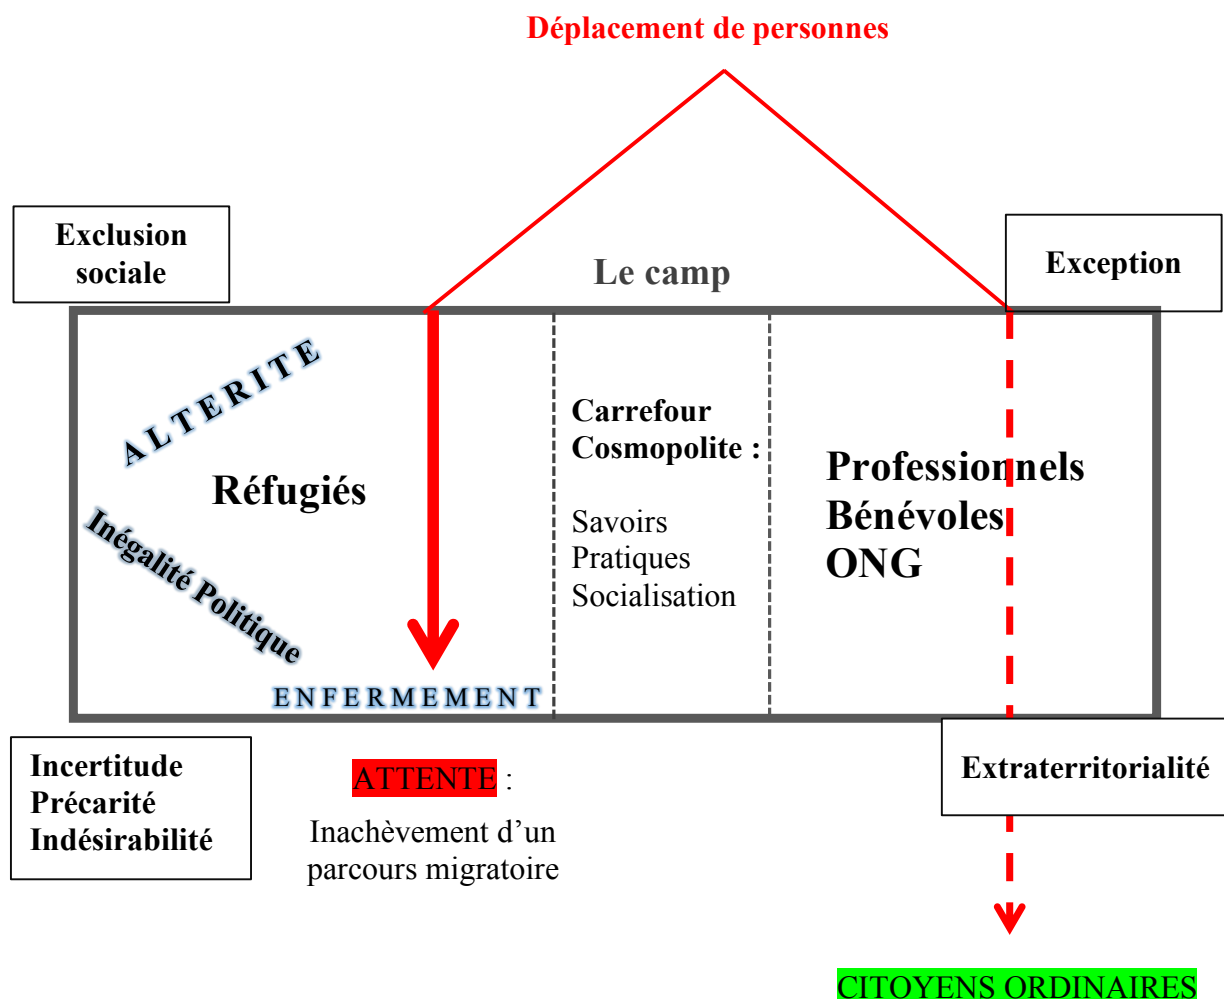 Déplacement de personnes
Exclusion
sociale
Le camp
Exception
ALTERITE
Réfugiés
Inégalité Politique
ENFERMEMENT
Carrefour
Cosmopolite :
Savoirs
Pratiques
Socialisation
Professionnels
Bénévoles
ONG
Incertitude
Précarité
Indésirabilité
ATTENTE :
Inachèvement d’un
parcours migratoire
Extraterritorialité
CITOYENS ORDINAIRES